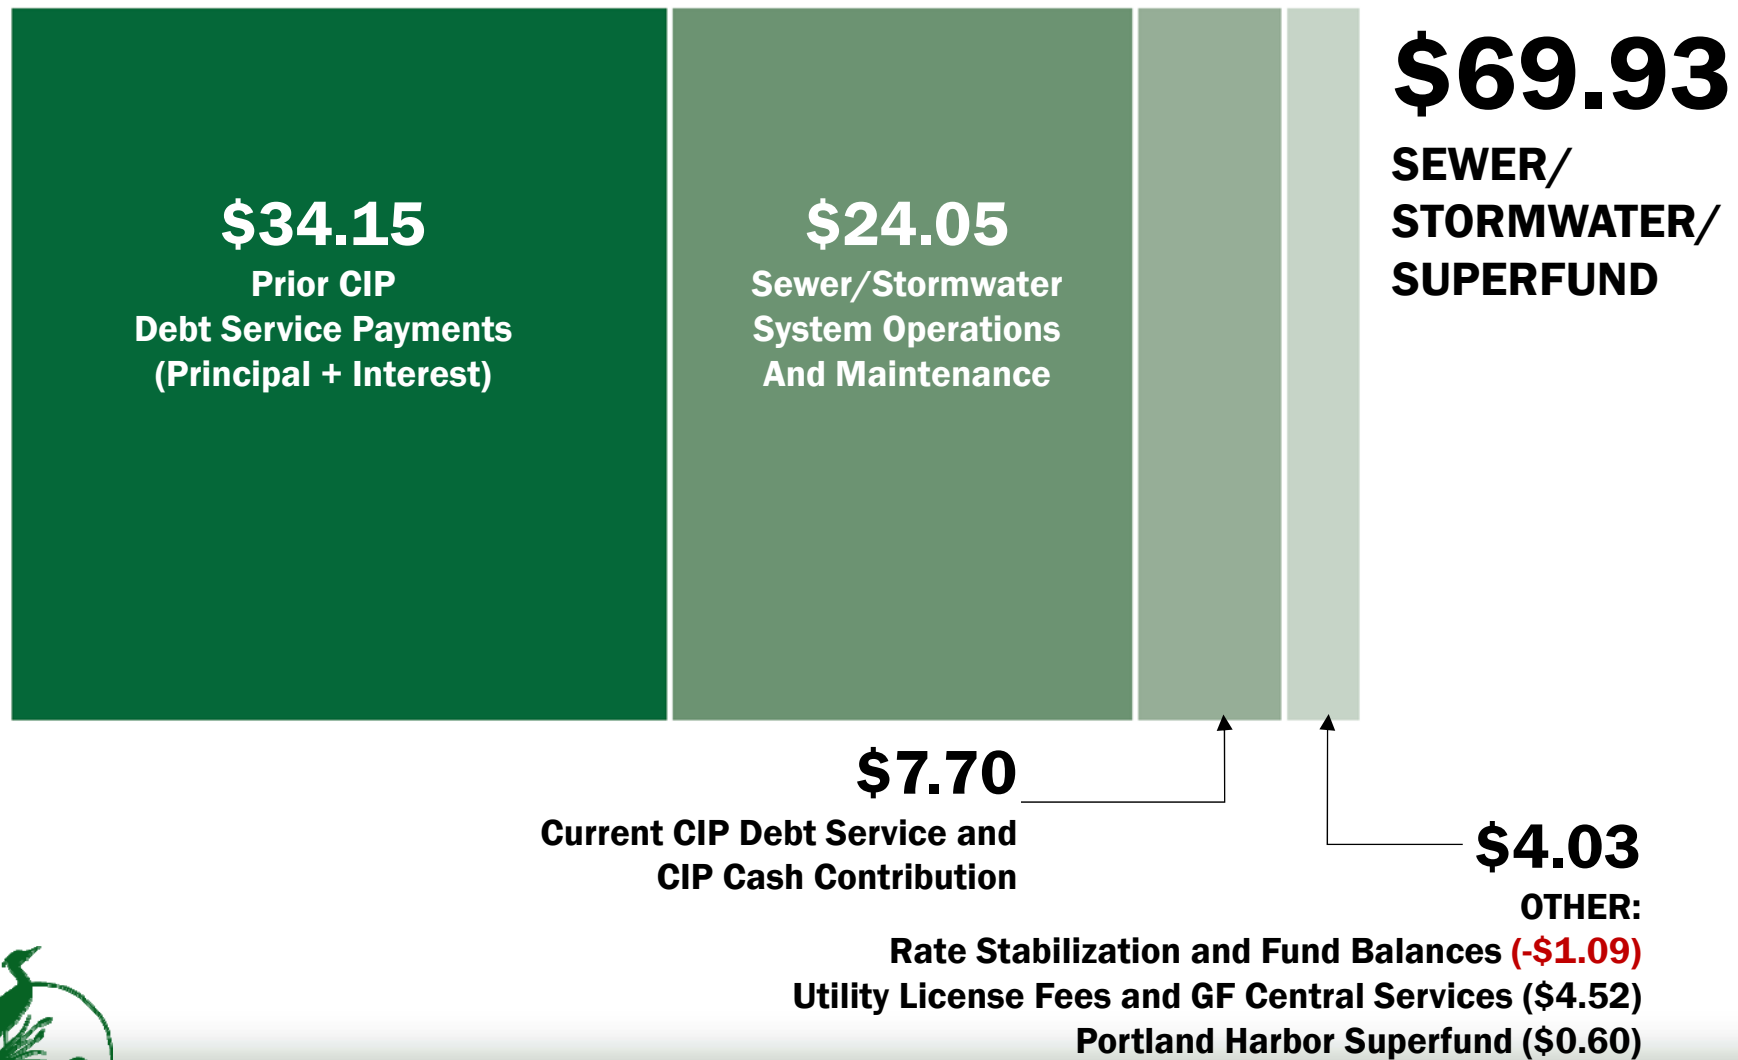 $69.93
SEWER/
STORMWATER/
SUPERFUND
$34.15
Prior CIP
Debt Service Payments
(Principal + Interest)
$24.05
Sewer/Stormwater
System Operations
And Maintenance
$7.70
Current CIP Debt Service and
CIP Cash Contribution
$4.03
OTHER:
Rate Stabilization and Fund Balances (-$1.09)
Utility License Fees and GF Central Services ($4.52)
Portland Harbor Superfund ($0.60)